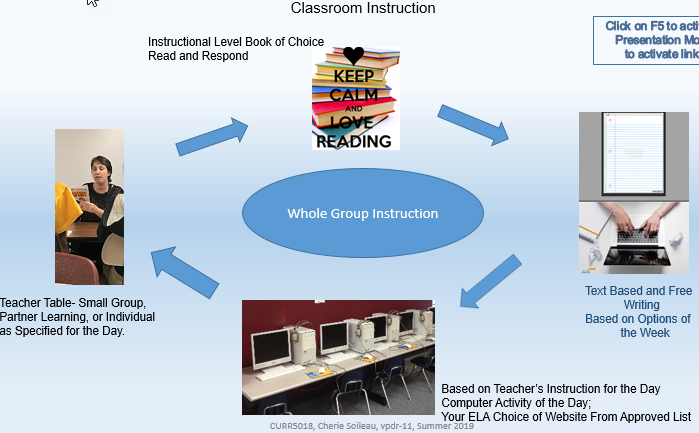 Classroom Instruction
Click on F5 to acti
Presentation Mo
to activate link
Instructional Level Book of Choice
Read and Respond
KEEP
CALM
AND
LOVE
READING
Whole Group Instruction
Text Based and Free
Writing
Based on Options of
the Week
Teacher Table- Small Group,
Partner Learning, or Individual
as Specified for the Day.
Based on Teacher's Instruction for the Day
Computer Activity of the Day;
Your ELA Choice of Website From Approved List
CURR5018, Cherie Soileau, vpdr-11, Summer 2019